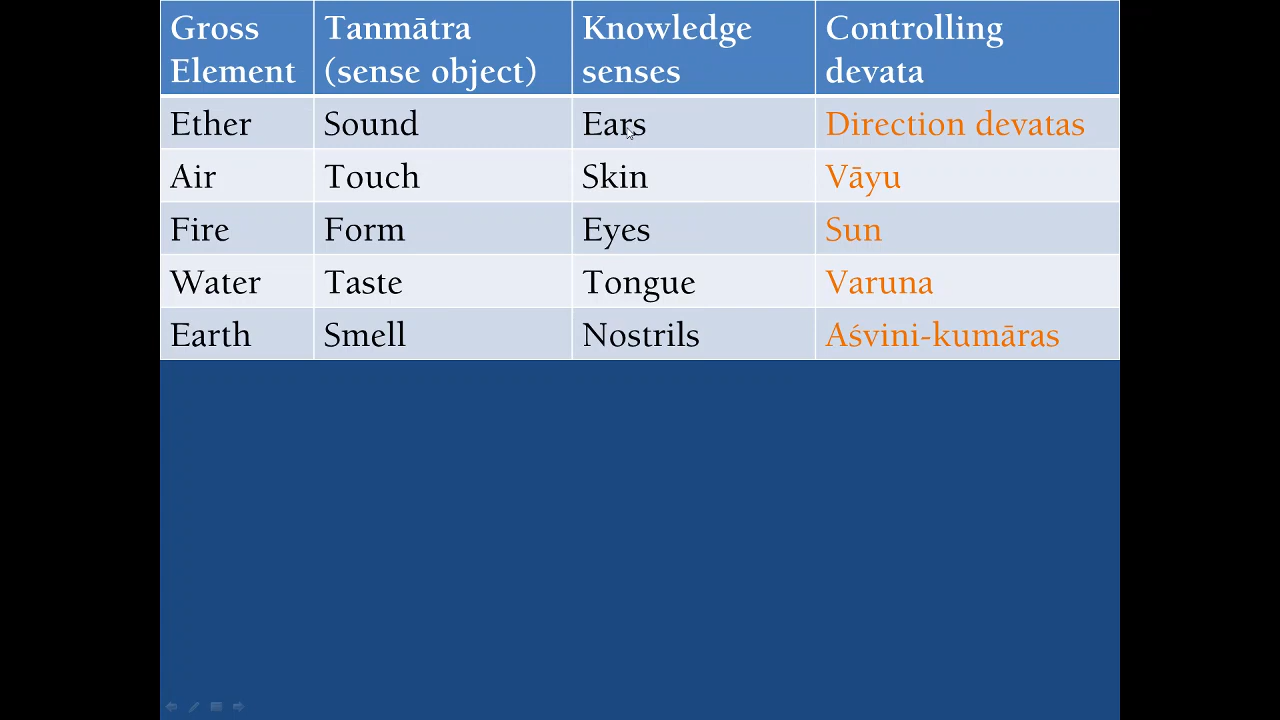 Gross Element | Tanmātra (sense object) | Knowledge senses | Controlling devata
Ether | Sound | Ears | Direction devatas
Air | Touch | Skin | Vāyu
Fire | Form | Eyes | Sun
Water | Taste | Tongue | Varuna
Earth | Smell | Nostrils | Aśvini-kumāras